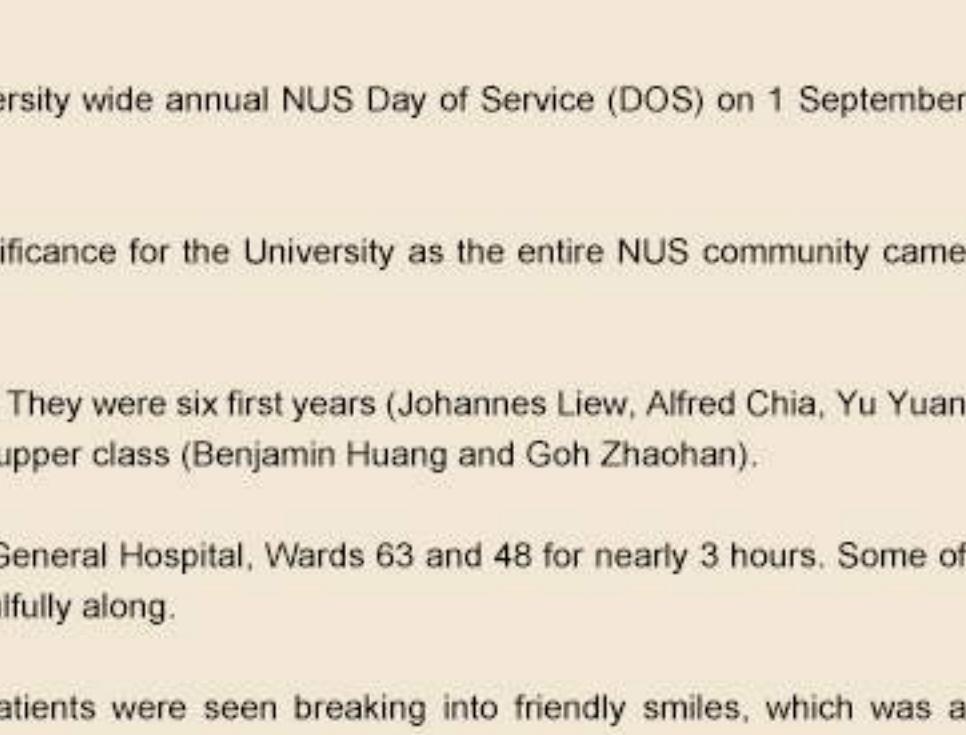 ersity wide annual NUS Day of Service (DOS) on 1 September
ificance for the University as the entire NUS community came
They were six first years (Johannes Liew, Alfred Chia, Yu Yuan
upper class (Benjamin Huang and Goh Zhaohan).
General Hospital, Wards 63 and 48 for nearly 3 hours. Some of
lfully along.
atients were seen breaking into friendly smiles, which was a